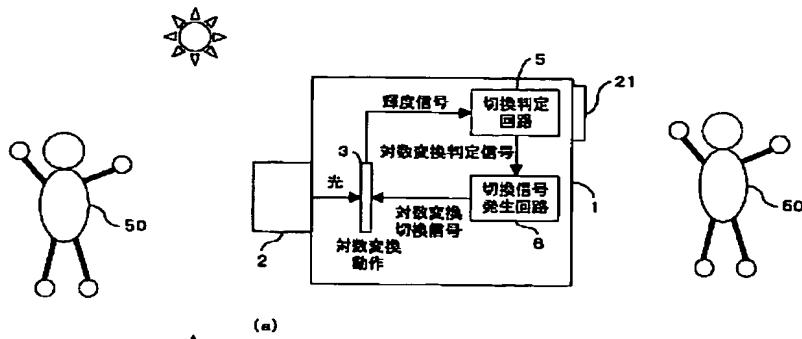 5
21
輝度信号
切換判定
回路
3
対数変換判定信号
光
切換信号
発生回路
1
対数変換
切換信号
50
60
2
対数変換
動作
6
(a)